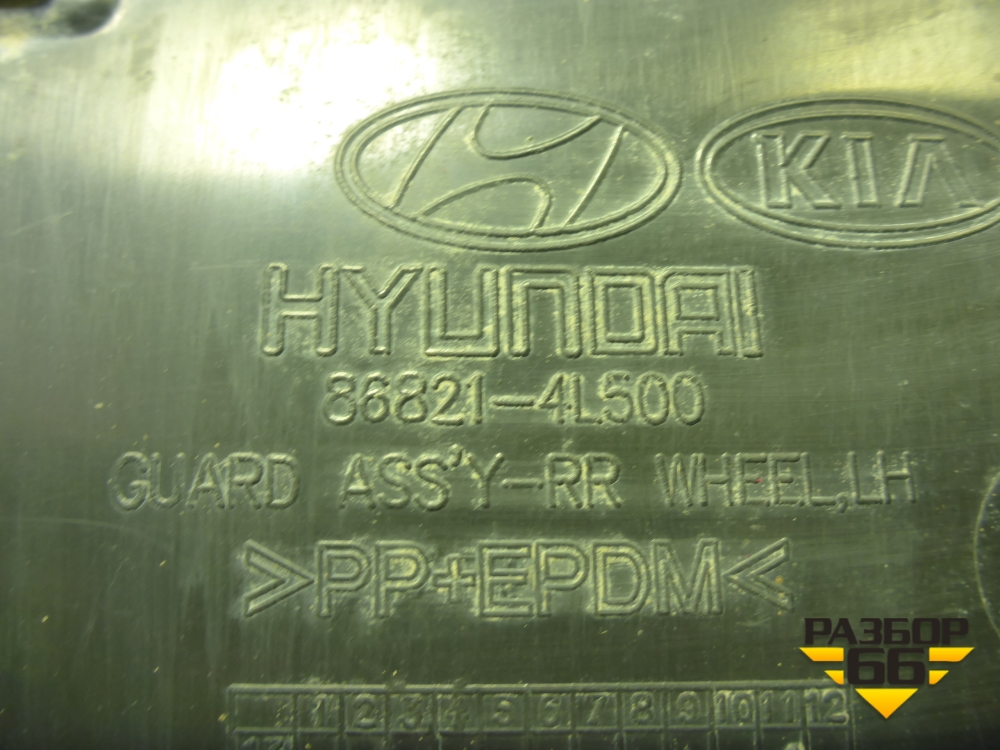 KIA
HYUNDAI
86821-4L500
GUARD ASS'Y-RR WHEEL,LH
>PP+EPDM<
1 2 3 4 5 6 7 8 9 10 11 12
РАЗБОР
66